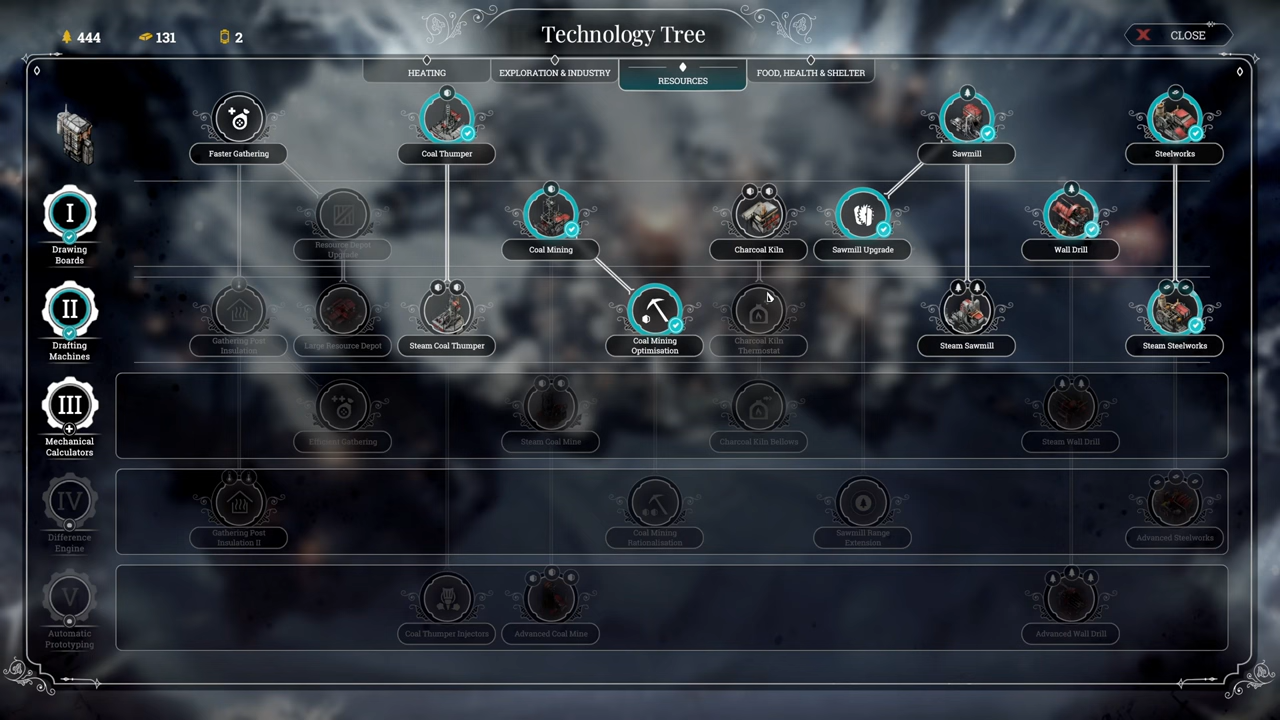 444
131
2
Technology Tree
CLOSE
HEATING
EXPLORATION & INDUSTRY
RESOURCES
FOOD, HEALTH & SHELTER
Faster Gathering
Coal Thumper
Sawmill
Steelworks
I
Drawing
Boards
Resource Depot
Upgrade
Coal Mining
Charcoal Kiln
Sawmill Upgrade
Wall Drill
II
Drafting
Machines
Gathering Post
Insulation
Large Resource Depot
Steam Coal Thumper
Coal Mining
Optimisation
Charcoal Kiln
Thermostat
Steam Sawmill
Steam Steelworks
III
Mechanical
Calculators
Efficient Gathering
Steam Coal Mine
Charcoal Kiln Bellows
Steam Wall Drill
IV
Difference
Engine
Gathering Post
Insulation II
Coal Mining
Rationalisation
Sawmill Range
Extension
Advanced Steelworks
V
Automatic
Prototyping
Coal Thumper Injectors
Advanced Coal Mine
Advanced Wall Drill